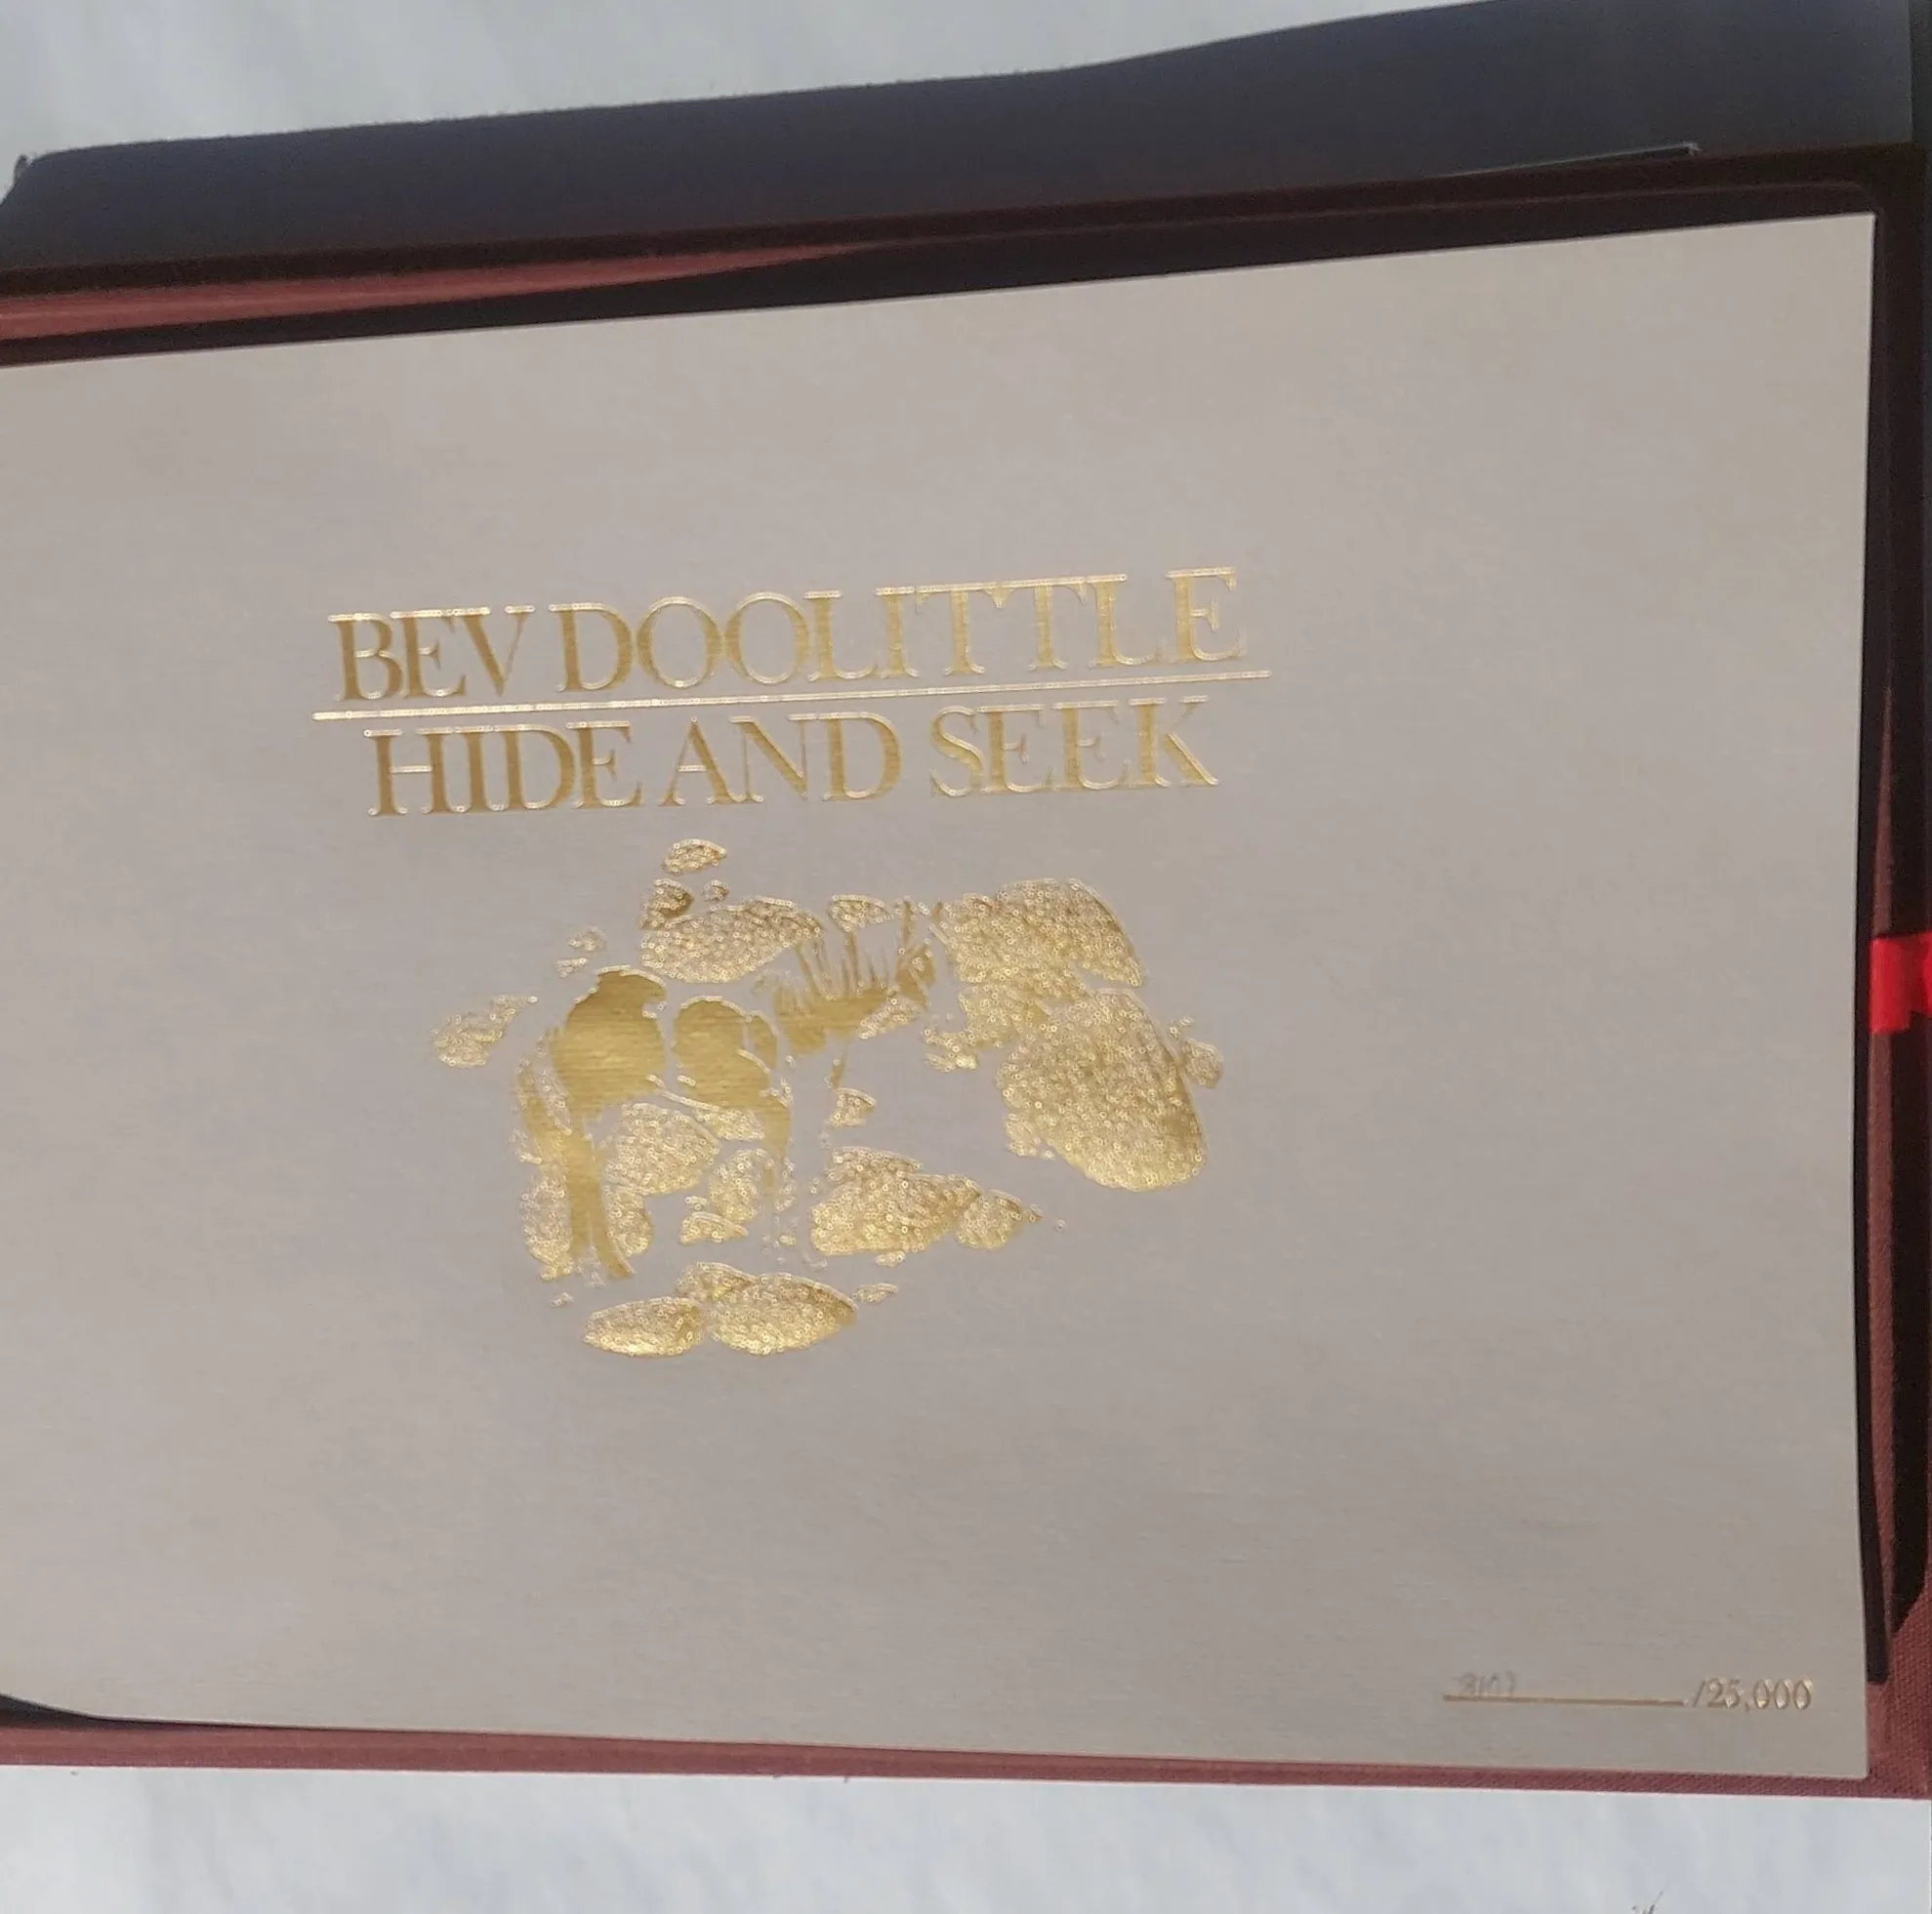 BEV DOOLITTLE
HIDE AND SEEK
/25,000